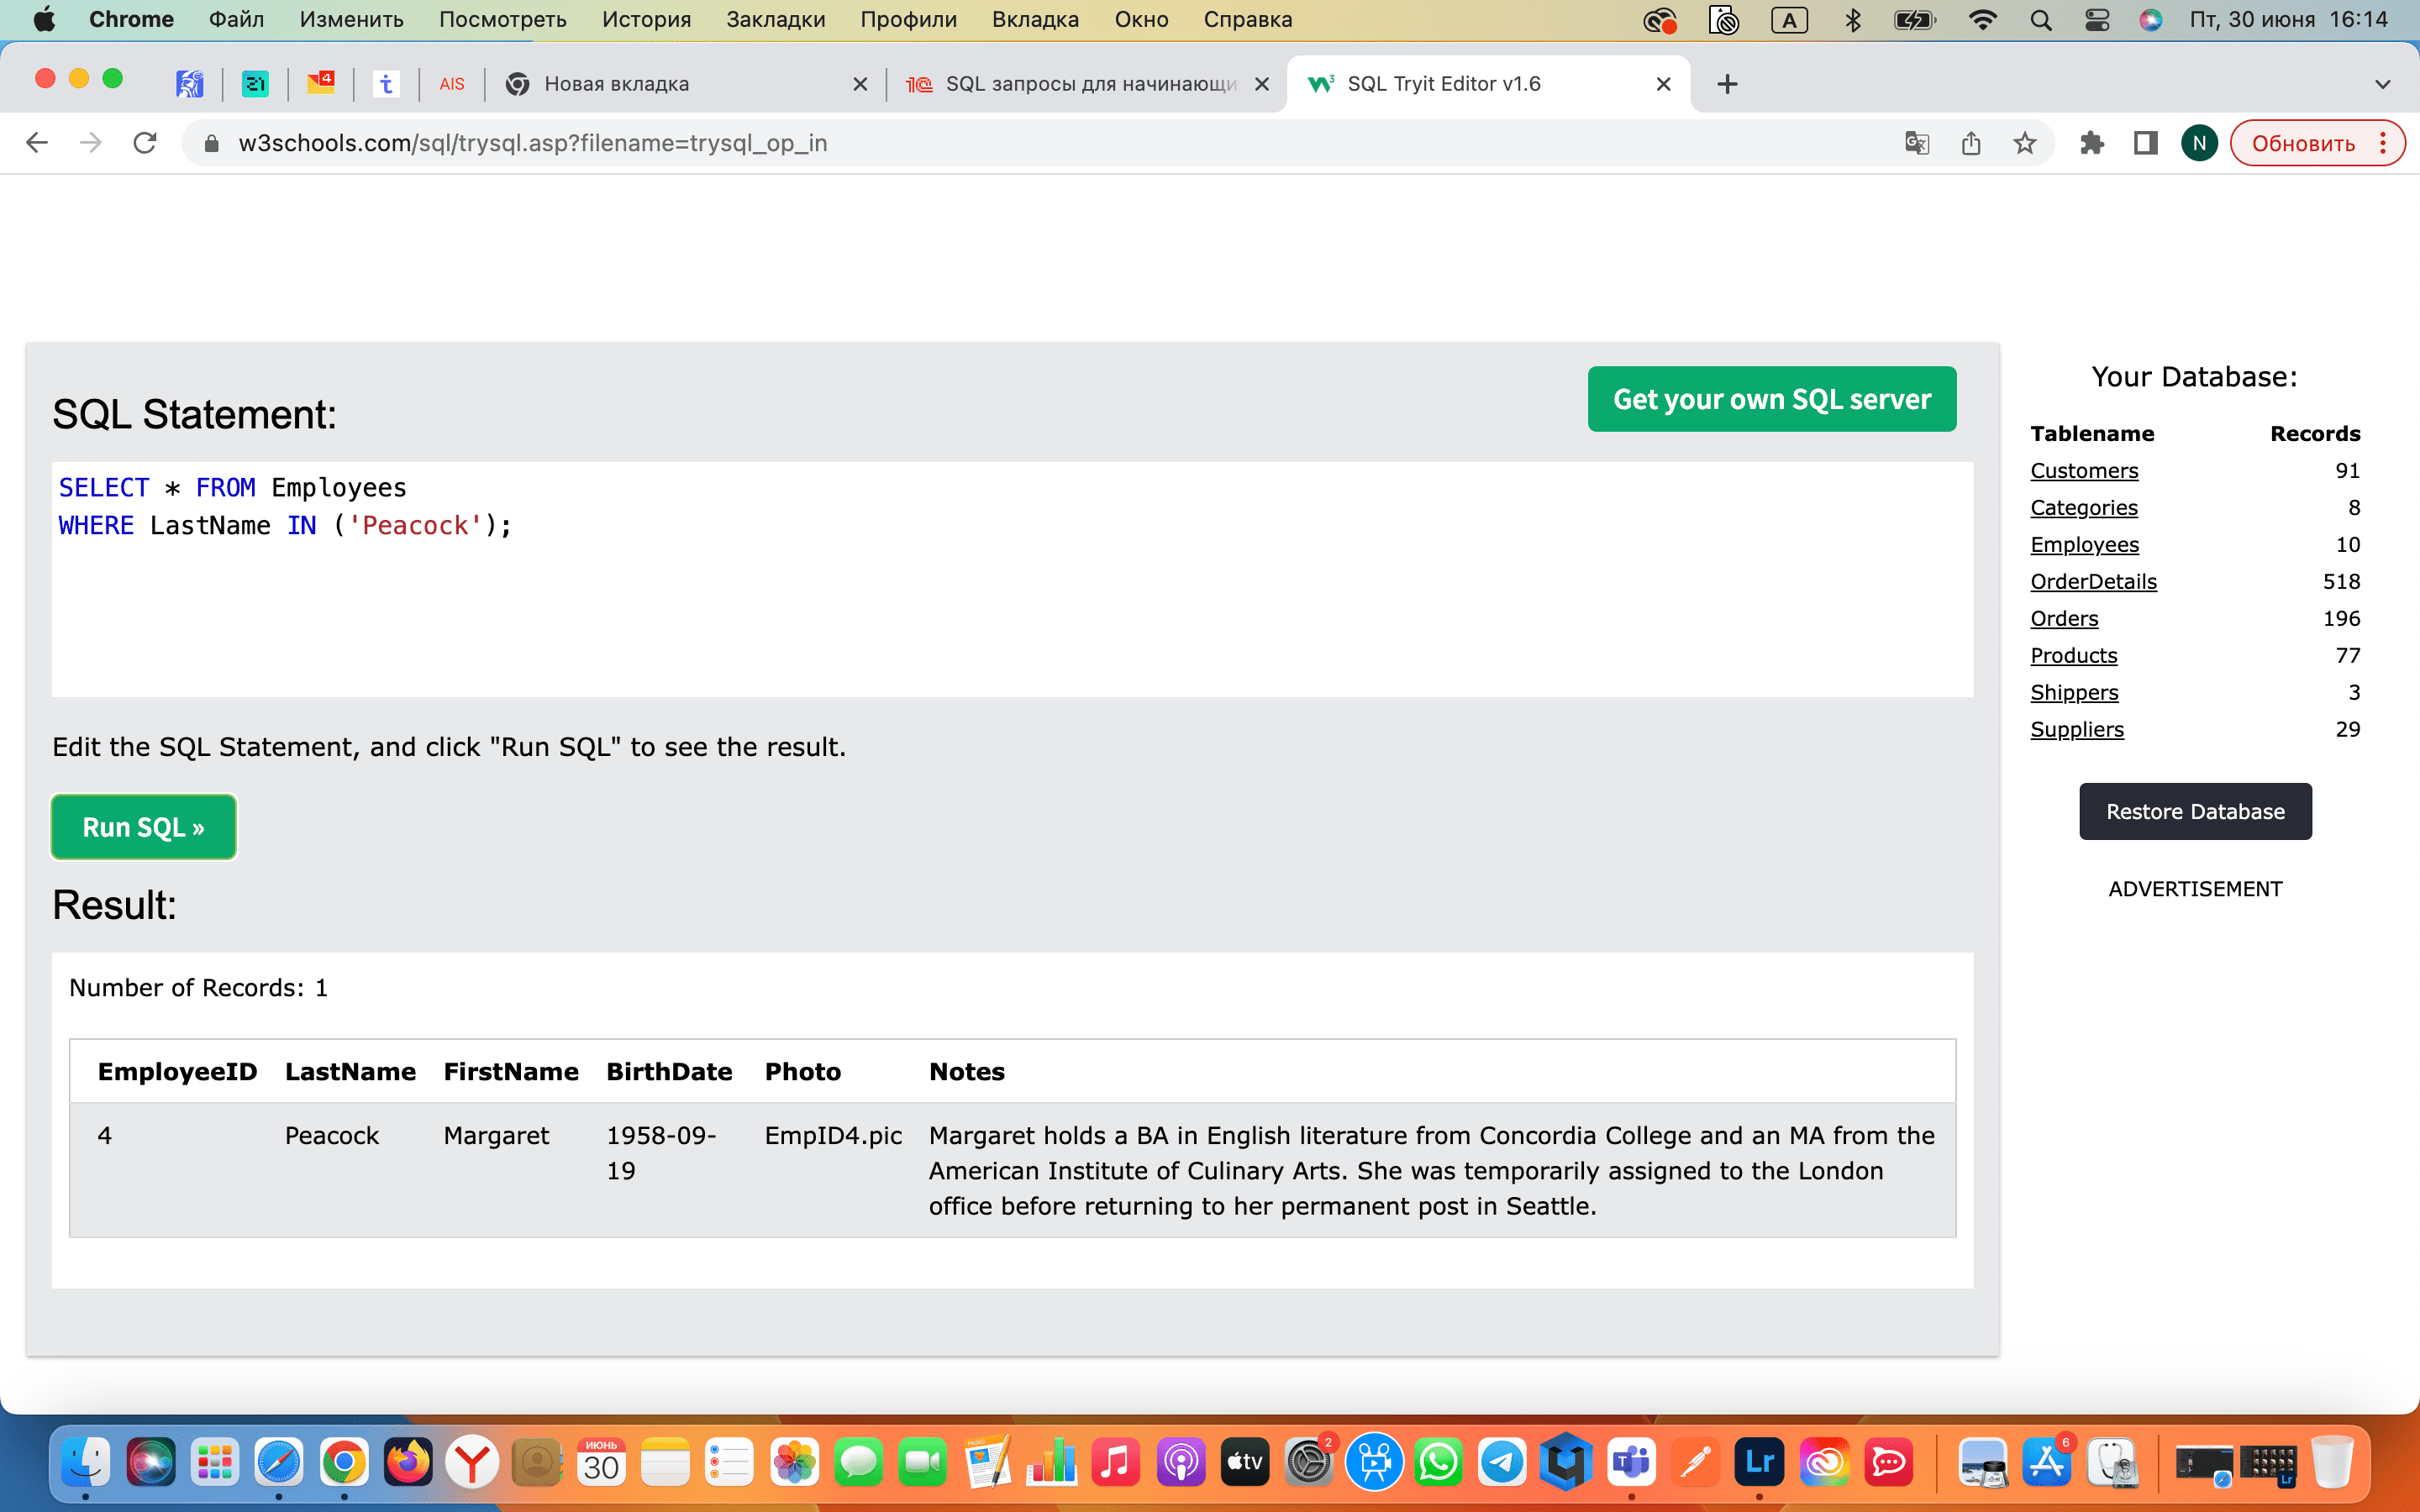 Chrome Файл Изменить Посмотреть История Закладки Профили Вкладка Окно Справка A Пт, 30 июня 16:14
21 4 t AIS Новая вкладка SQL запросы для начинающи SQL Tryit Editor v1.6
w3schools.com/sql/trysql.asp?filename=trysql_op_in N Обновить
Get your own SQL server
SQL Statement:
SELECT * FROM Employees
WHERE LastName IN ('Peacock');
Edit the SQL Statement, and click "Run SQL" to see the result.
Run SQL »
Result:
Number of Records: 1
EmployeeID LastName FirstName BirthDate Photo Notes
4 Peacock Margaret 1958-09- EmpID4.pic Margaret holds a BA in English literature from Concordia College and an MA from the
19 American Institute of Culinary Arts. She was temporarily assigned to the London
office before returning to her permanent post in Seattle.
Your Database:
Tablename Records
Customers 91
Categories 8
Employees 10
OrderDetails 518
Orders 196
Products 77
Shippers 3
Suppliers 29
Restore Database
ADVERTISEMENT
ИЮНЬ
30
tv
2
T
Lr
6
Lr